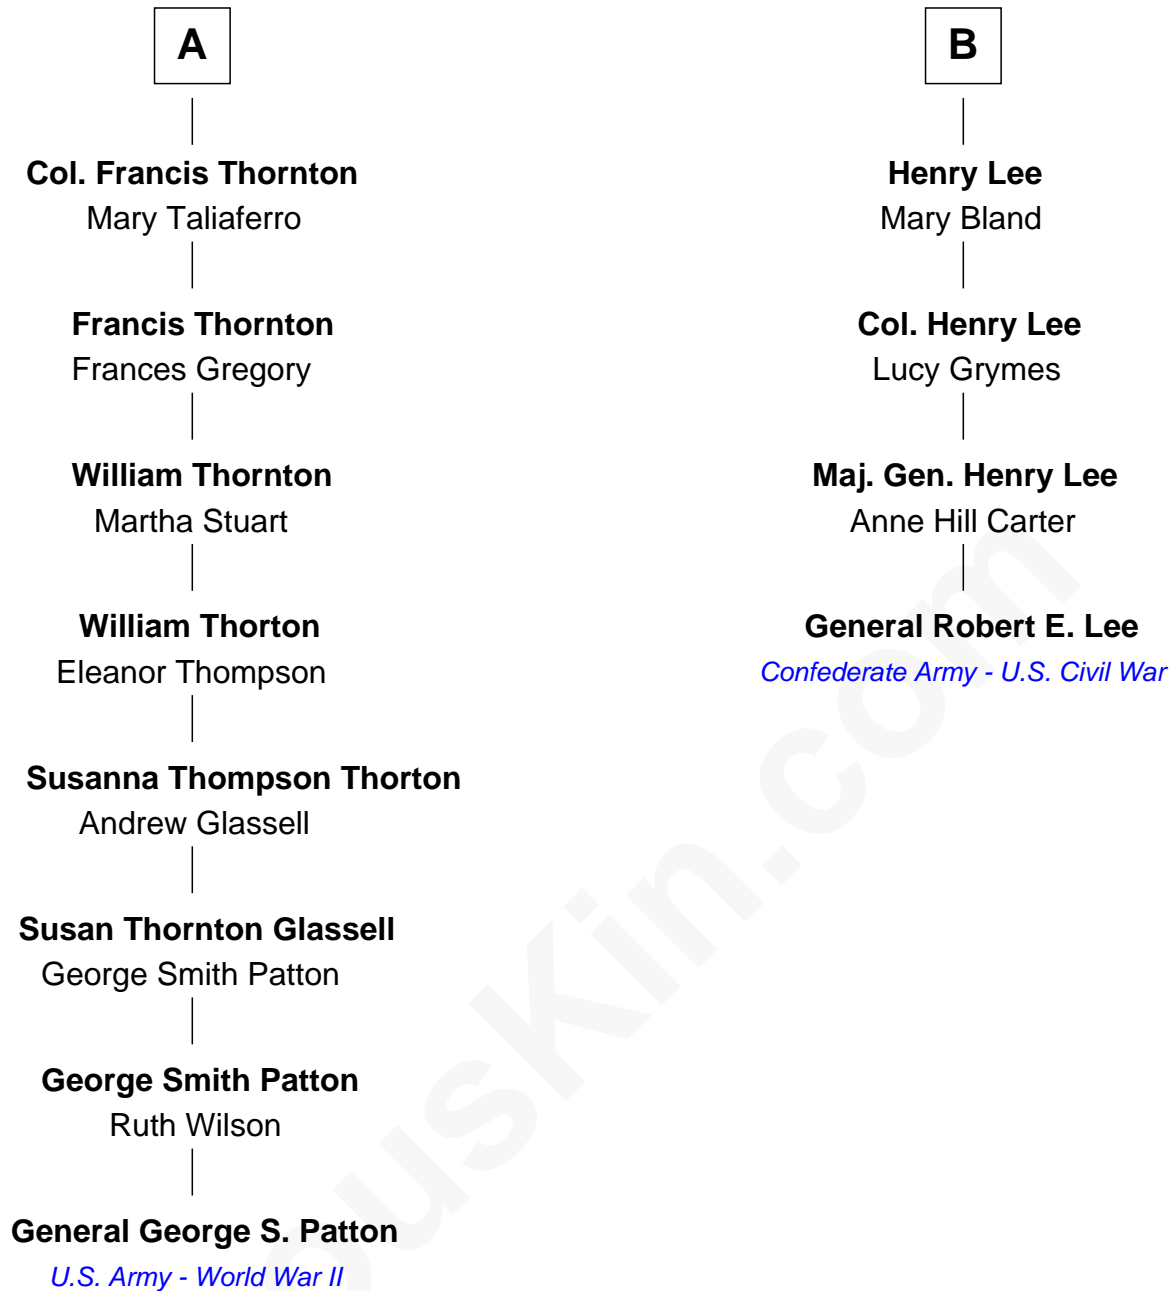 A
Col. Francis Thornton
Mary Taliaferro
Francis Thornton
Frances Gregory
William Thornton
Martha Stuart
William Thorton
Eleanor Thompson
Susanna Thompson Thorton
Andrew Glassell
Susan Thornton Glassell
George Smith Patton
George Smith Patton
Ruth Wilson
General George S. Patton
U.S. Army - World War II
B
Henry Lee
Mary Bland
Col. Henry Lee
Lucy Grymes
Maj. Gen. Henry Lee
Anne Hill Carter
General Robert E. Lee
Confederate Army - U.S. Civil War
ousKin.com